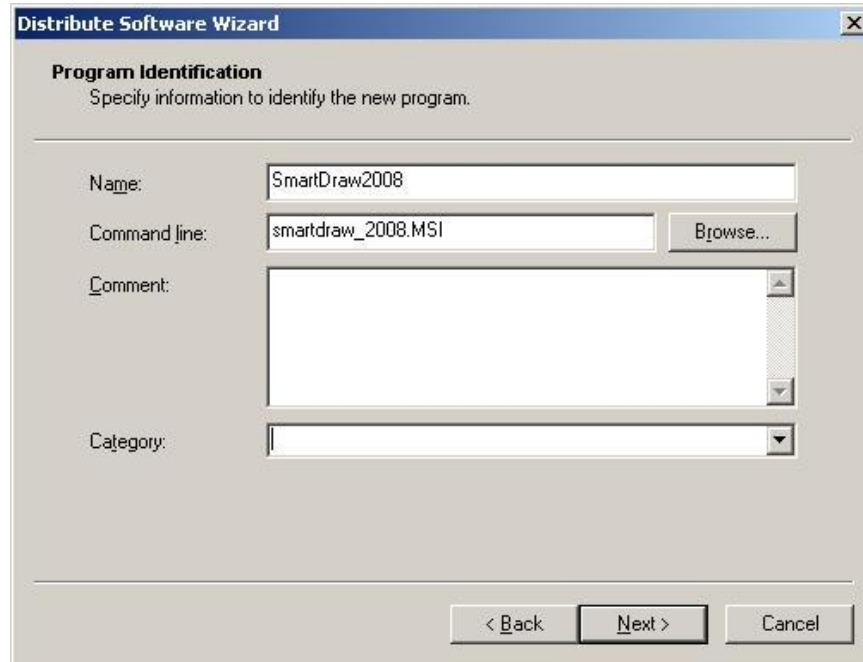 Distribute Software Wizard
Program Identification
Specify information to identify the new program.
Name:
SmartDraw2008
Command line:
smartdraw_2008.MSI
Browse...
Comment:
Category:
< Back
Next >
Cancel